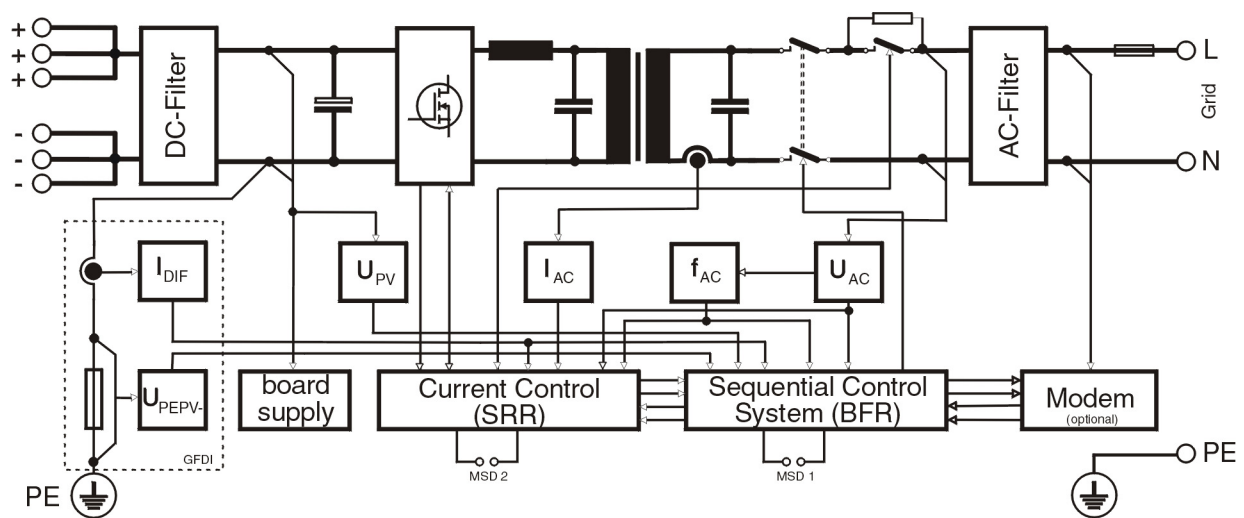 +
+
+
-
-
-
DC-Filter
AC-Filter
L
Grid
N
I DIF
U PV
I AC
f AC
U AC
U PEPV-
GFDI
PE
board
supply
Current Control
(SRR)
Sequential Control
System (BFR)
Modem
(optional)
MSD 2
MSD 1
PE